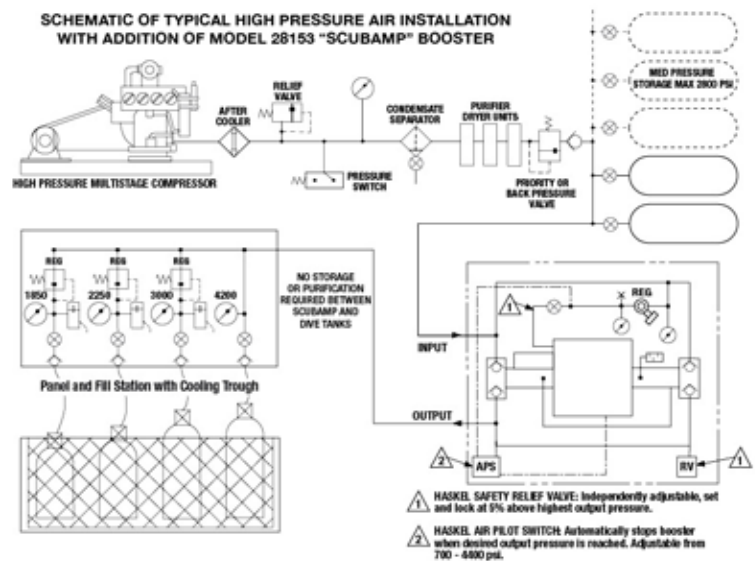 SCHEMATIC OF TYPICAL HIGH PRESSURE AIR INSTALLATION
WITH ADDITION OF MODEL 28153 "SCUBAMP" BOOSTER
RELIEF
VALVE
AFTER
COOLER
CONDENSATE
SEPARATOR
PURIFIER
DRYER UNITS
MED PRESSURE
STORAGE MAX 2800 PSI
HIGH PRESSURE MULTISTAGE COMPRESSOR
PRESSURE
SWITCH
PRIORITY OR
BACK PRESSURE
VALVE
REG
REG
REG
1850
2250
3000
4200
NO STORAGE
OR PURIFICATION
REQUIRED BETWEEN
SCUBAMP AND
DIVE TANKS
REG
1
INPUT
Panel and Fill Station with Cooling Trough
OUTPUT
2
APS
RV
1
1 HASKEL SAFETY RELIEF VALVE: Independently adjustable, set
and lock at 5% above highest output pressure.
2 HASKEL AIR PILOT SWITCH: Automatically stops booster
when desired output pressure is reached. Adjustable from
700 - 4400 psi.